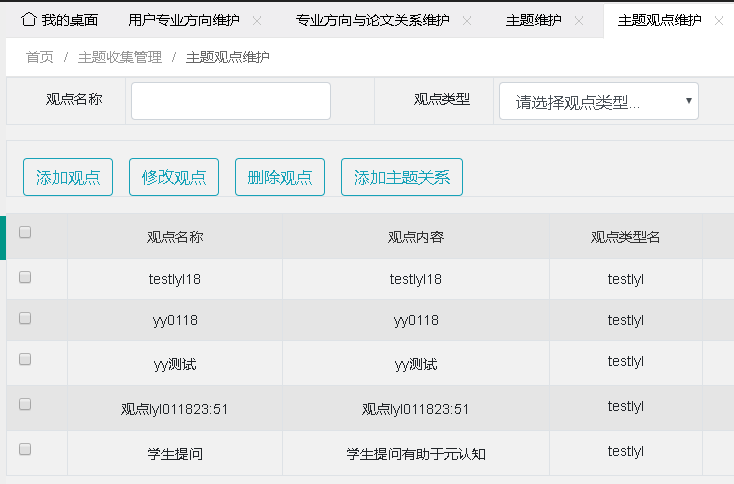 我的桌面 用户专业方向维护 专业方向与论文关系维护 主题维护 主题观点维护
首页 / 主题收集管理 / 主题观点维护
观点名称 观点类型 请选择观点类型...
添加观点 修改观点 删除观点 添加主题关系
观点名称 观点内容 观点类型名
testlyl18 testlyl18 testlyl
yy0118 yy0118 testlyl
yy测试 yy测试 testlyl
观点lyl011823:51 观点lyl011823:51 testlyl
学生提问 学生提问有助于元认知 testlyl